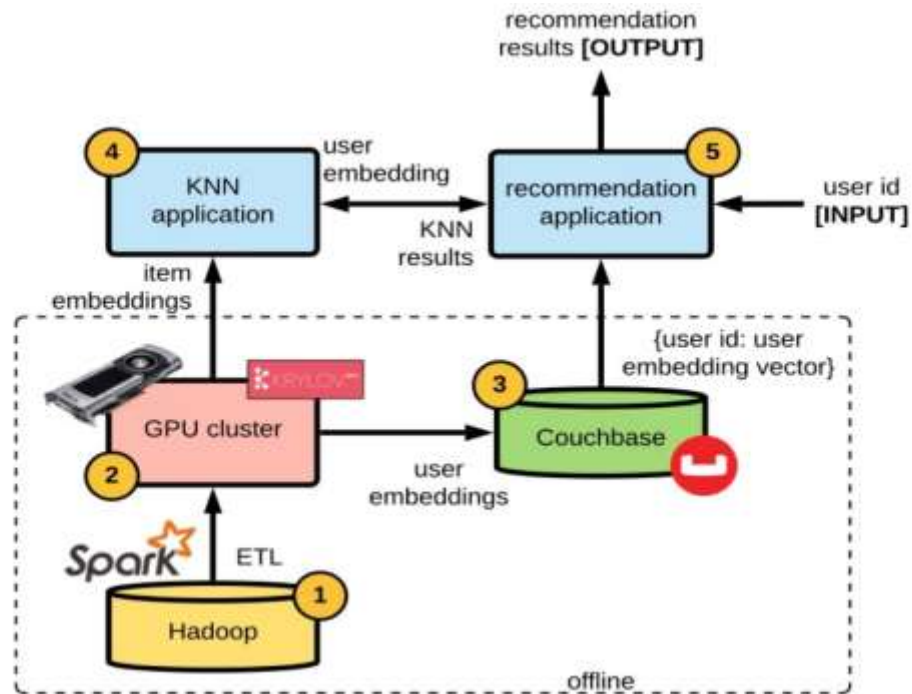 recommendation
results [OUTPUT]
4
KNN
application
user
embedding
KNN
results
5
recommendation
application
user id
[INPUT]
item
embeddings
{user id: user
embedding vector}
KRYLOV
GPU cluster
2
user
embeddings
3
Couchbase
Spark
ETL
1
Hadoop
offline